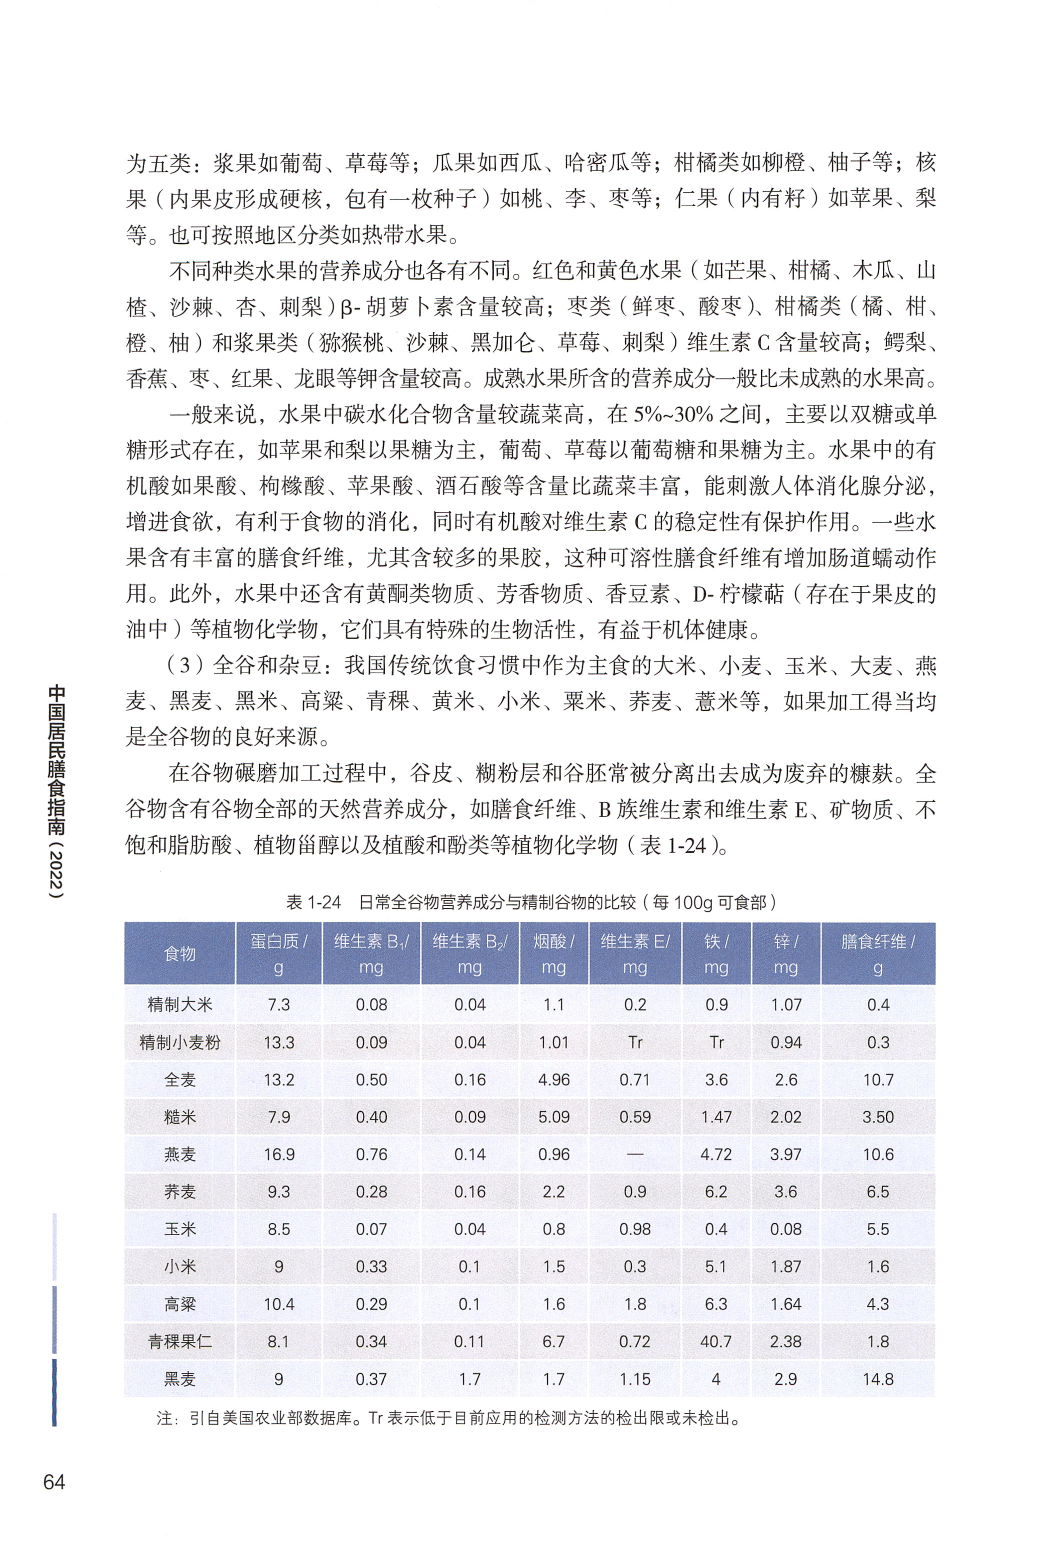 为五类：浆果如葡萄、草莓等；瓜果如西瓜、哈密瓜等；柑橘类如柳橙、柚子等；核
果（内果皮形成硬核，包有一枚种子）如桃、李、枣等；仁果（内有籽）如苹果、梨
等。也可按照地区分类如热带水果。
不同种类水果的营养成分也各有不同。红色和黄色水果（如芒果、柑橘、木瓜、山
楂、沙棘、杏、刺梨）β-胡萝卜素含量较高；枣类（鲜枣、酸枣）、柑橘类（橘、柑、
橙、柚）和浆果类（猕猴桃、沙棘、黑加仑、草莓、刺梨）维生素 C 含量较高；鳄梨、
香蕉、枣、红果、龙眼等钾含量较高。成熟水果所含的营养成分一般比未成熟的水果高。
一般来说，水果中碳水化合物含量较蔬菜高，在 5%~30% 之间，主要以双糖或单
糖形式存在，如苹果和梨以果糖为主，葡萄、草莓以葡萄糖和果糖为主。水果中的有
机酸如果酸、枸橼酸、苹果酸、酒石酸等含量比蔬菜丰富，能刺激人体消化腺分泌，
增进食欲，有利于食物的消化，同时有机酸对维生素 C 的稳定性有保护作用。一些水
果含有丰富的膳食纤维，尤其含较多的果胶，这种可溶性膳食纤维有增加肠道蠕动作
用。此外，水果中还含有黄酮类物质、芳香物质、香豆素、D-柠檬萜（存在于果皮的
油中）等植物化学物，它们具有特殊的生物活性，有益于机体健康。
（3）全谷和杂豆：我国传统饮食习惯中作为主食的大米、小麦、玉米、大麦、燕
麦、黑麦、黑米、高粱、青稞、黄米、小米、粟米、荞麦、薏米等，如果加工得当均
是全谷物的良好来源。
在谷物碾磨加工过程中，谷皮、糊粉层和谷胚常被分离出去成为废弃的糠麸。全
谷物含有谷物全部的天然营养成分，如膳食纤维、B 族维生素和维生素 E、矿物质、不
饱和脂肪酸、植物甾醇以及植酸和酚类等植物化学物（表 1-24）。
表 1-24 日常全谷物营养成分与精制谷物的比较（每 100g 可食部）
食物 蛋白质/g 维生素 B₁/mg 维生素 B₂/mg 烟酸/mg 维生素 E/mg 铁/mg 锌/mg 膳食纤维/g
精制大米 7.3 0.08 0.04 1.1 0.2 0.9 1.07 0.4
精制小麦粉 13.3 0.09 0.04 1.01 Tr Tr 0.94 0.3
全麦 13.2 0.50 0.16 4.96 0.71 3.6 2.6 10.7
糙米 7.9 0.40 0.09 5.09 0.59 1.47 2.02 3.50
燕麦 16.9 0.76 0.14 0.96 — 4.72 3.97 10.6
荞麦 9.3 0.28 0.16 2.2 0.9 6.2 3.6 6.5
玉米 8.5 0.07 0.04 0.8 0.98 0.4 0.08 5.5
小米 9 0.33 0.1 1.5 0.3 5.1 1.87 1.6
高粱 10.4 0.29 0.1 1.6 1.8 6.3 1.64 4.3
青稞果仁 8.1 0.34 0.11 6.7 0.72 40.7 2.38 1.8
黑麦 9 0.37 1.7 1.7 1.15 4 2.9 14.8
注：引自美国农业部数据库。Tr 表示低于目前应用的检测方法的检出限或未检出。
中国居民膳食指南（2022）
64